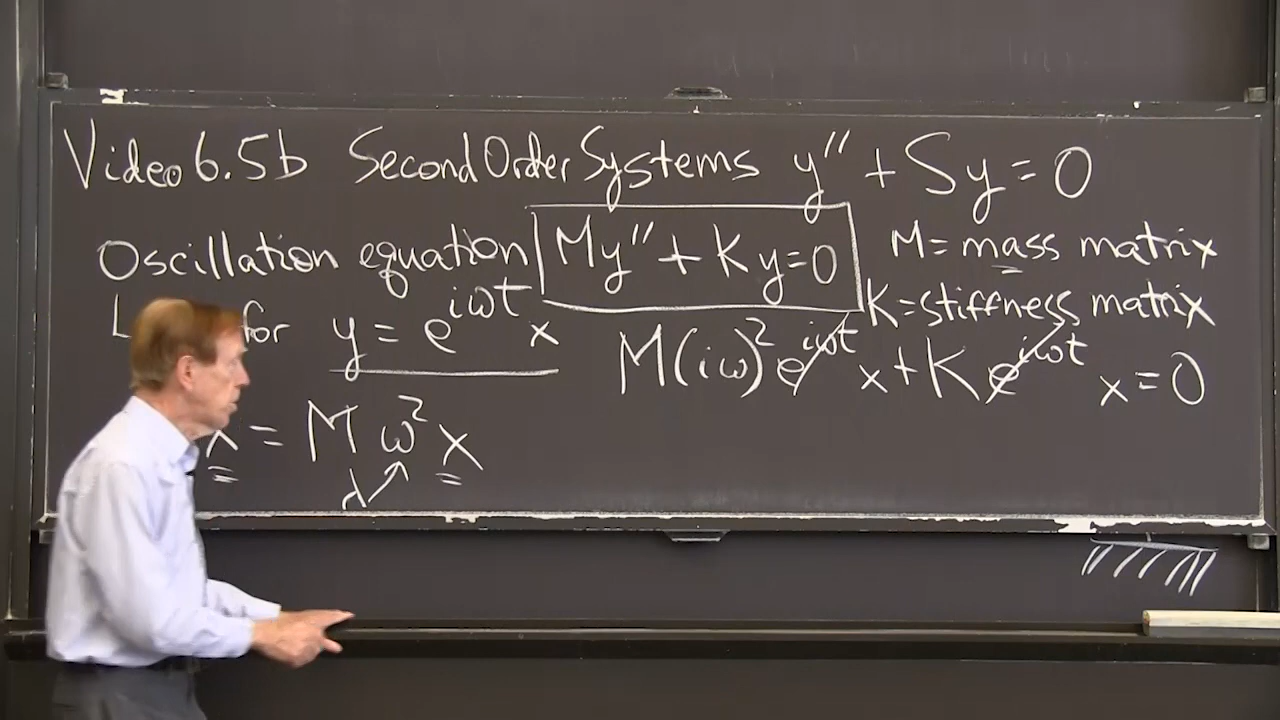 Video 6.5b Second Order Systems y″ + Sy = 0
Oscillation equation My″ + Ky = 0 M = mass matrix
K = stiffness matrix
for y = e^{iωt} x
M(iω)² e^{iωt} x + K e^{iωt} x = 0
= M ω² x
λ